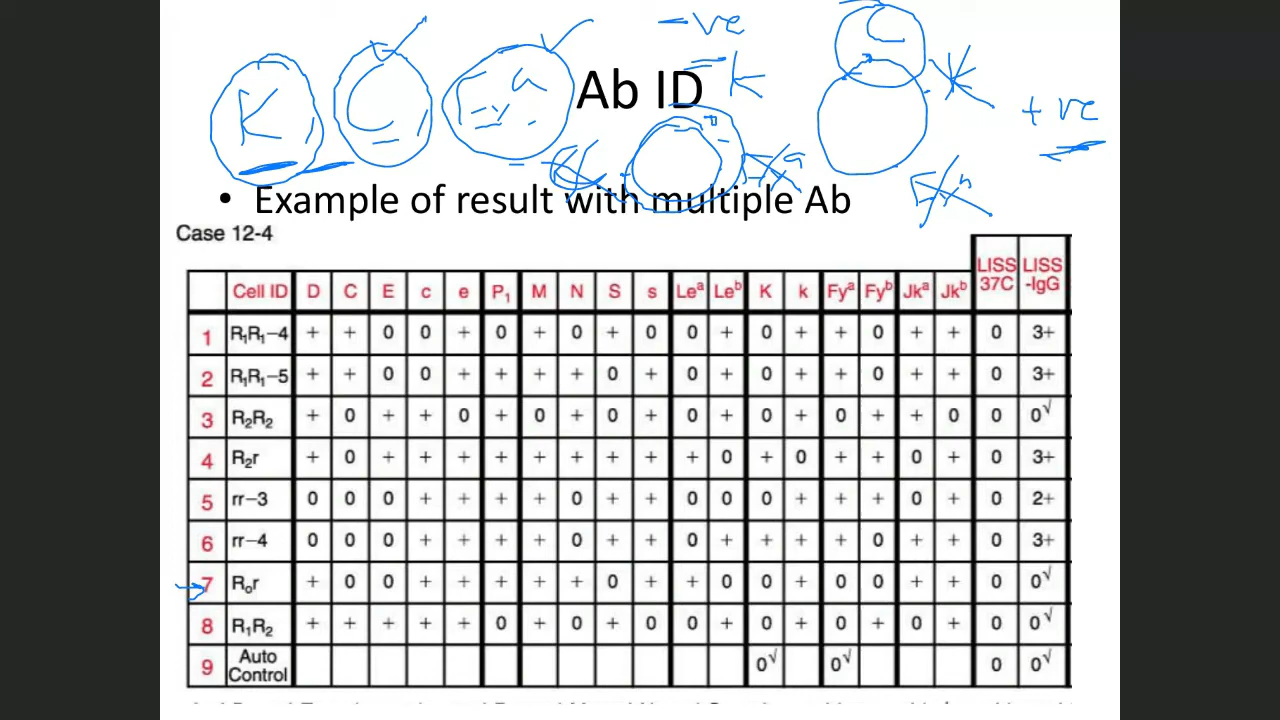 -ve
C
K
C
Fyᵃ
Ab ID
k
K
+ve
Fyᵃ
• Example of result with multiple Ab
Case 12-4
Cell ID D C E c e P₁ M N S s Leᵃ Leᵇ K k Fyᵃ Fyᵇ Jkᵃ Jkᵇ LISS 37C LISS -IgG
1 R₁R₁-4 + + 0 0 + 0 + 0 + 0 0 + 0 + + 0 + + 0 3+
2 R₁R₁-5 + + 0 0 + + + + 0 + 0 + 0 + + 0 + + 0 3+
3 R₂R₂ + 0 + + 0 + 0 + 0 + 0 + 0 + 0 + + 0 0 0√
4 R₂r + 0 + + + + + + + + + 0 + 0 + + 0 + 0 3+
5 rr-3 0 0 0 + + + + 0 + + 0 0 0 + + + 0 + 0 2+
6 rr-4 0 0 0 + + + + 0 + + 0 + + + + 0 + + 0 3+
7 R₀r + 0 0 + + + + + 0 + + 0 0 + 0 0 + + 0 0√
8 R₁R₂ + + + + + 0 + 0 + 0 0 + 0 + 0 + 0 + 0 0√
9 Auto Control 0√ 0√ 0 0√